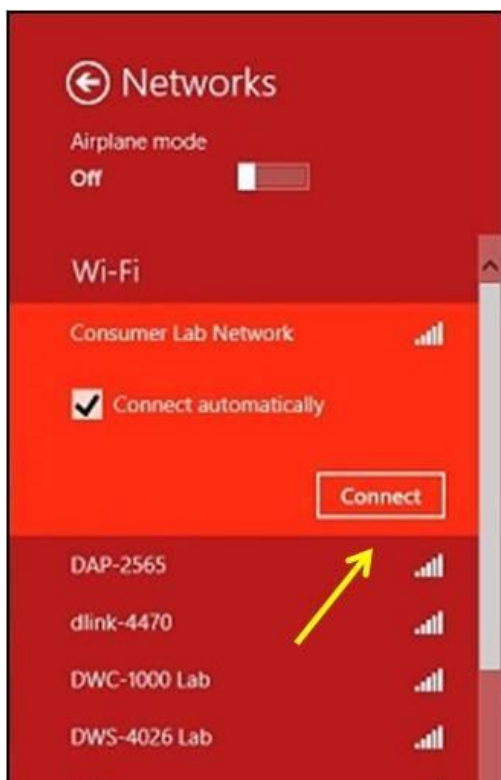 Networks
Airplane mode
Off
Wi-Fi
Consumer Lab Network
Connect automatically
Connect
DAP-2565
dlink-4470
DWC-1000 Lab
DWS-4026 Lab